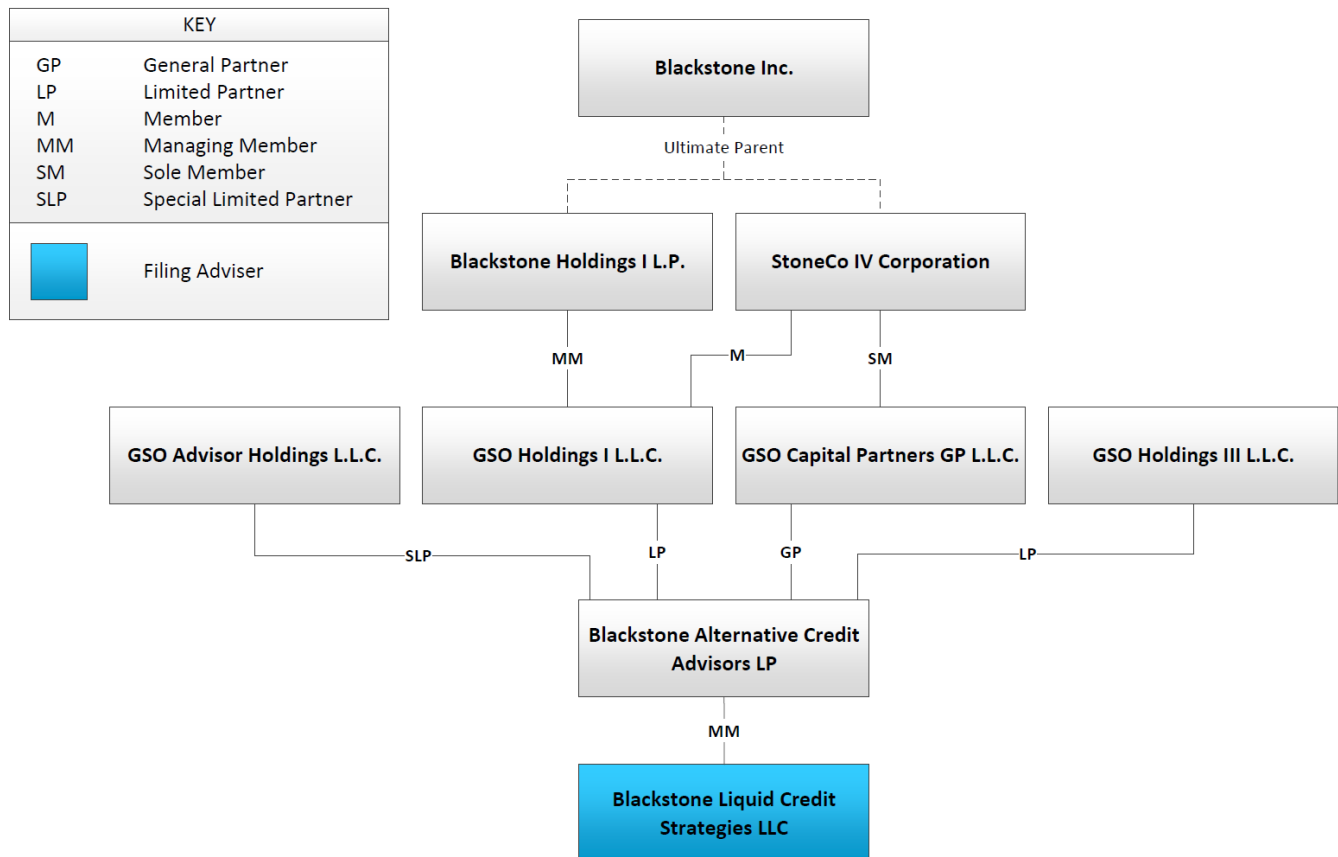 KEY
GP General Partner
LP Limited Partner
M Member
MM Managing Member
SM Sole Member
SLP Special Limited Partner
Filing Adviser
Blackstone Inc.
Ultimate Parent
Blackstone Holdings I L.P.
StoneCo IV Corporation
MM
M
SM
GSO Advisor Holdings L.L.C.
GSO Holdings I L.L.C.
GSO Capital Partners GP L.L.C.
GSO Holdings III L.L.C.
SLP
LP
GP
LP
Blackstone Alternative Credit
Advisors LP
MM
Blackstone Liquid Credit
Strategies LLC